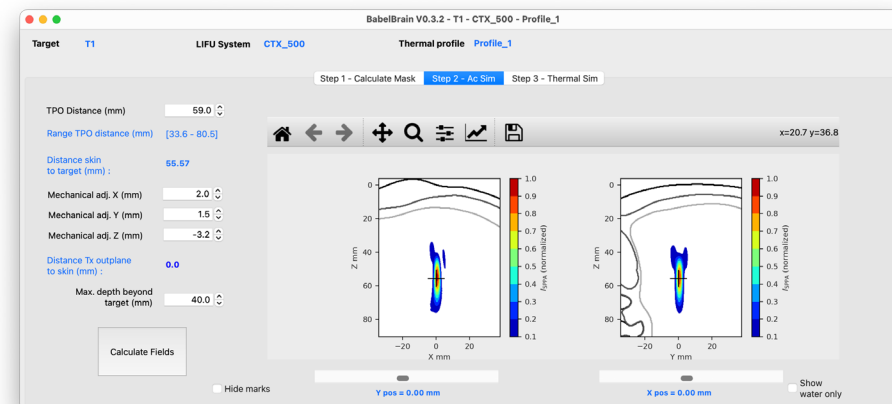 BabelBrain V0.3.2 - T1 - CTX_500 - Profile_1
Target T1 LIFU System CTX_500 Thermal profile Profile_1
Step 1 - Calculate Mask Step 2 - Ac Sim Step 3 - Thermal Sim
TPO Distance (mm) 59.0
Range TPO distance (mm) [33.6 - 80.5]
Distance skin
to target (mm) : 55.57
Mechanical adj. X (mm) 2.0
Mechanical adj. Y (mm) 1.5
Mechanical adj. Z (mm) -3.2
Distance Tx outplane
to skin (mm) : 0.0
Max. depth beyond
target (mm) 40.0
Calculate Fields
Hide marks
x=20.7 y=36.8
Z mm
0
20
40
60
80
−20 0 20
X mm
1.0
0.9
0.8
0.7
0.6
0.5
0.4
0.3
0.2
0.1
ISPPA (normalized)
Y pos = 0.00 mm
Z mm
0
20
40
60
80
−20 0 20
Y mm
1.0
0.9
0.8
0.7
0.6
0.5
0.4
0.3
0.2
0.1
ISPPA (normalized)
X pos = 0.00 mm
Show
water only